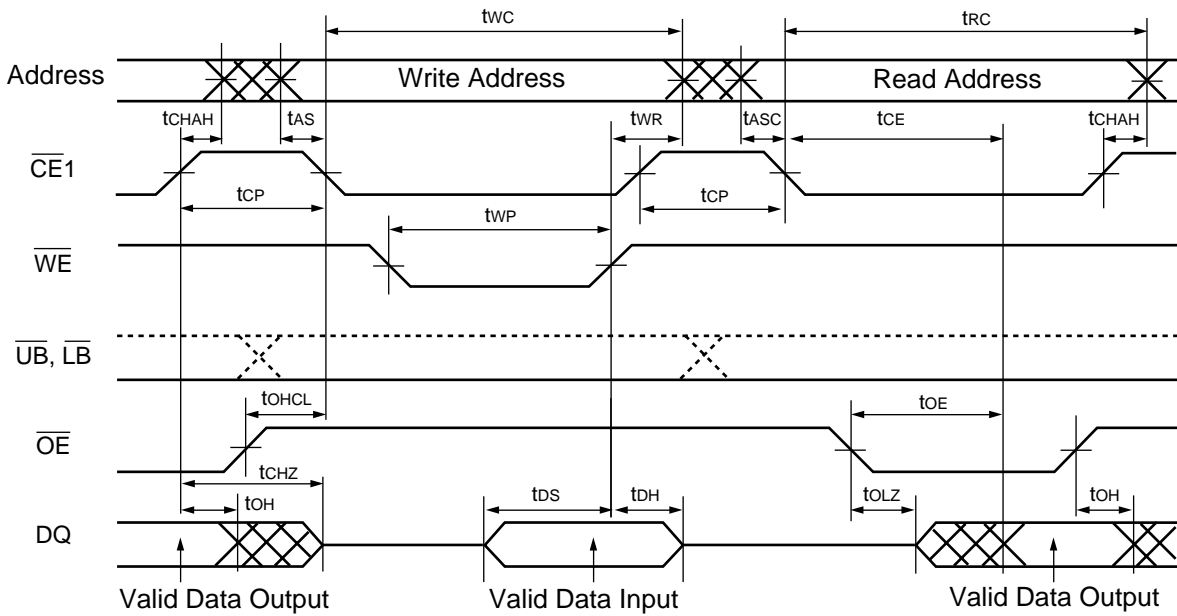 tWC tRC
Address Write Address Read Address
tCHAH tAS tWR tASC tCE tCHAH
CE1
tCP tWP tCP
WE
UB, LB
tOHCL tOE
OE
tCHZ
tOH tDS tDH tOLZ tOH
DQ
Valid Data Output Valid Data Input Valid Data Output